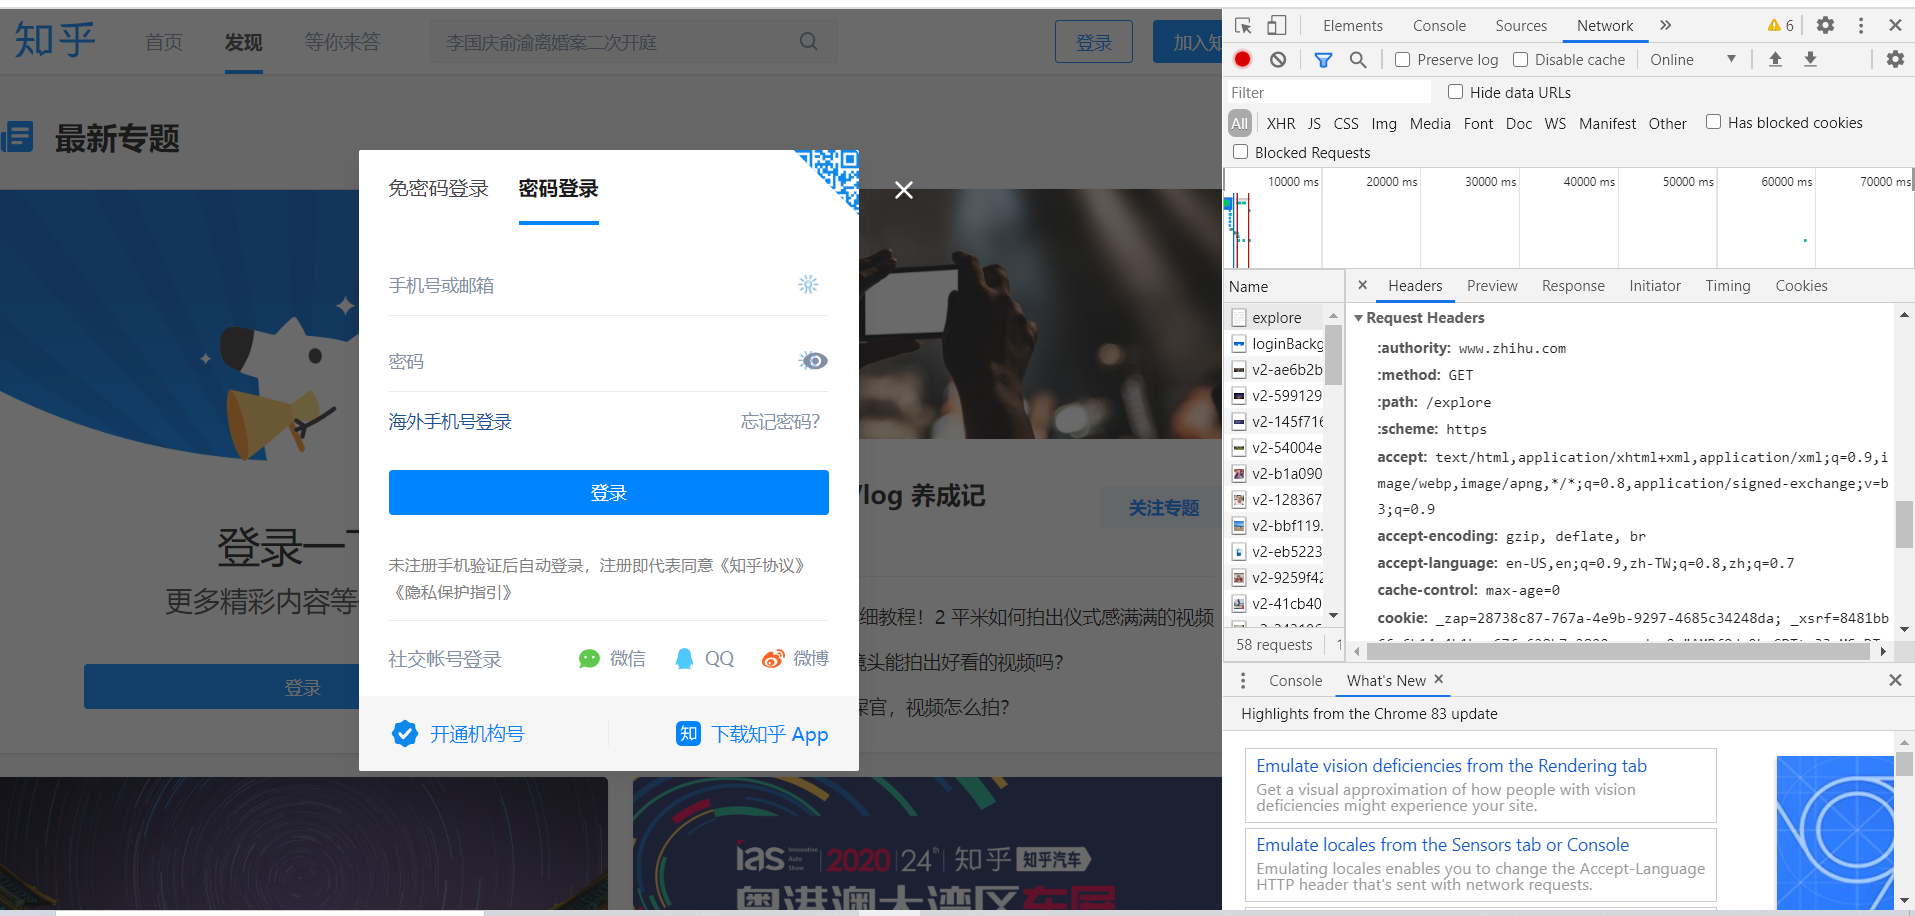 知乎
首页 发现 等你来答
李国庆俞渝离婚案二次开庭
登录
加入知
最新专题
登录一下
更多精彩内容等
登录
Vlog 养成记
关注专题
细教程！2 平米如何拍出仪式感满满的视频
镜头能拍出好看的视频吗？
保官，视频怎么拍？
ias Innovation Auto Show 2020 24th 知乎 知乎汽车
粤港澳大湾区车展
免密码登录 密码登录
手机号或邮箱
密码
海外手机号登录 忘记密码？
登录
未注册手机验证后自动登录，注册即代表同意《知乎协议》
《隐私保护指引》
社交帐号登录 微信 QQ 微博
开通机构号 知 下载知乎 App
Elements Console Sources Network » 6
Preserve log Disable cache Online
Filter Hide data URLs
All XHR JS CSS Img Media Font Doc WS Manifest Other Has blocked cookies
Blocked Requests
10000 ms 20000 ms 30000 ms 40000 ms 50000 ms 60000 ms 70000 ms
Name
explore
loginBackg
v2-ae6b2b
v2-599129
v2-145f716
v2-54004e
v2-b1a090
v2-128367
v2-bbf119.
v2-eb5223
v2-9259f42
v2-41cb40
58 requests 1
× Headers Preview Response Initiator Timing Cookies
Request Headers
:authority: www.zhihu.com
:method: GET
:path: /explore
:scheme: https
accept: text/html,application/xhtml+xml,application/xml;q=0.9,i
mage/webp,image/apng,*/*;q=0.8,application/signed-exchange;v=b
3;q=0.9
accept-encoding: gzip, deflate, br
accept-language: en-US,en;q=0.9,zh-TW;q=0.8,zh;q=0.7
cache-control: max-age=0
cookie: _zap=28738c87-767a-4e9b-9297-4685c34248da; _xsrf=8481bb
Console What's New ×
Highlights from the Chrome 83 update
Emulate vision deficiencies from the Rendering tab
Get a visual approximation of how people with vision
deficiencies might experience your site.
Emulate locales from the Sensors tab or Console
Emulating locales enables you to change the Accept-Language
HTTP header that's sent with network requests.